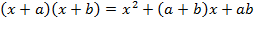 (x + a)(x + b) = x² + (a + b)x + ab